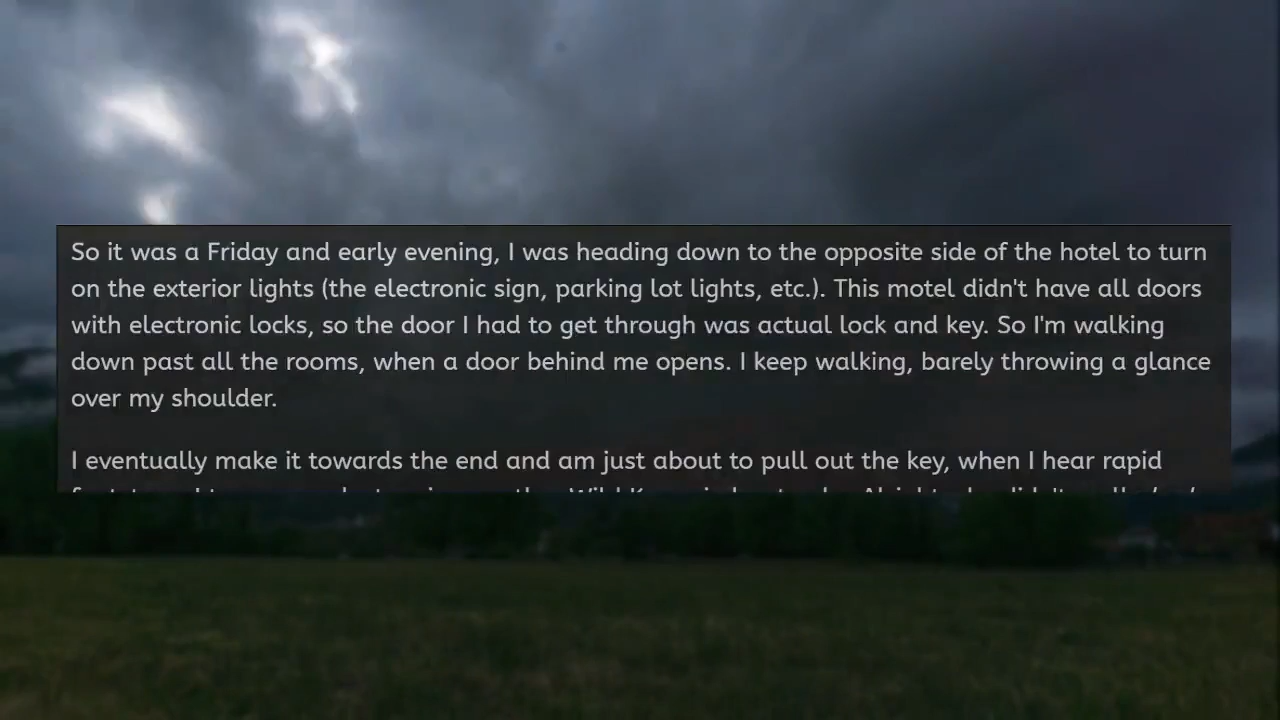 So it was a Friday and early evening, I was heading down to the opposite side of the hotel to turn
on the exterior lights (the electronic sign, parking lot lights, etc.). This motel didn't have all doors
with electronic locks, so the door I had to get through was actual lock and key. So I'm walking
down past all the rooms, when a door behind me opens. I keep walking, barely throwing a glance
over my shoulder.
I eventually make it towards the end and am just about to pull out the key, when I hear rapid